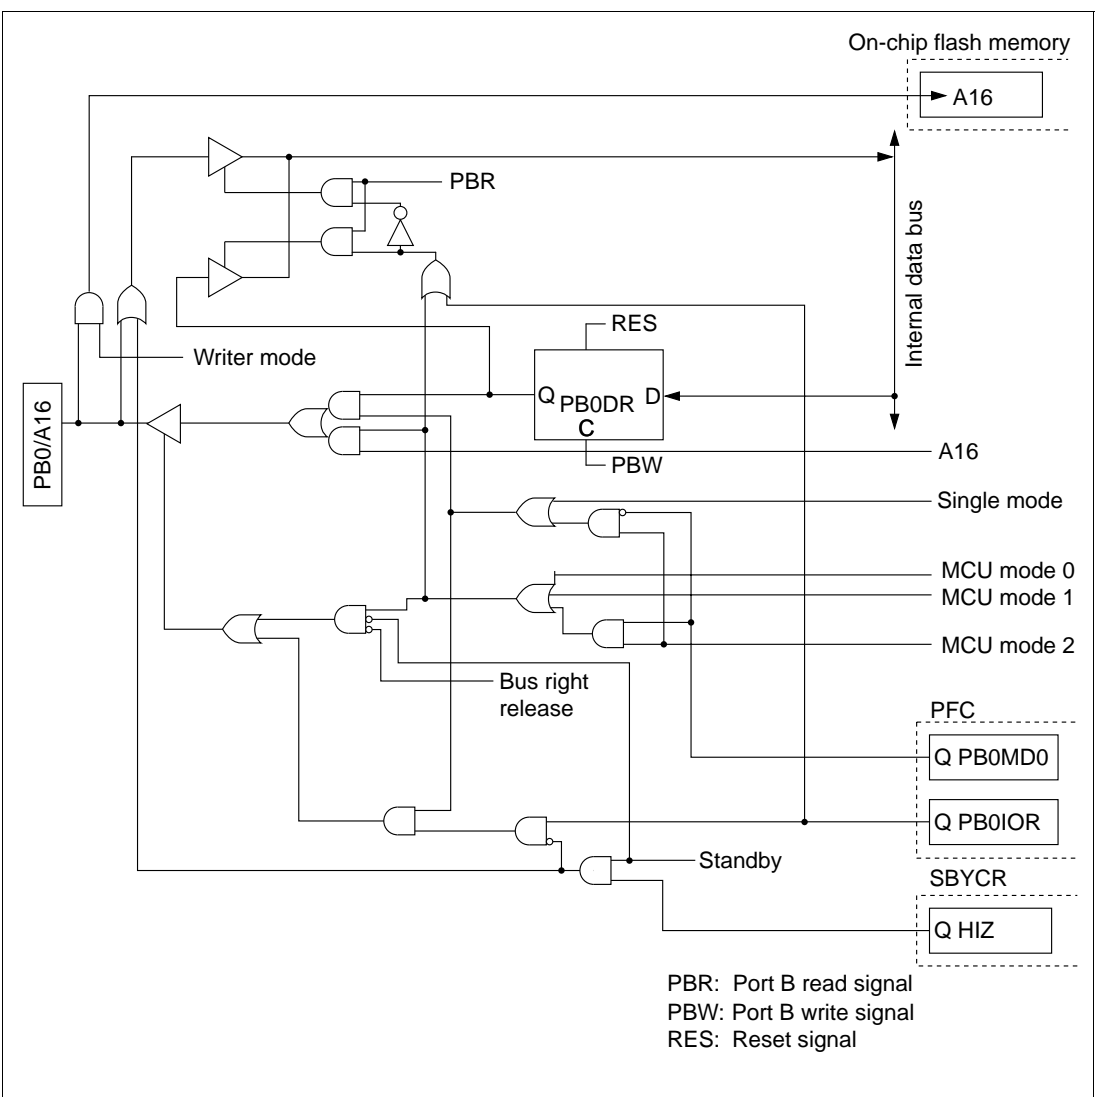 On-chip flash memory
A16
PBR
Internal data bus
RES
Writer mode
Q
PB0DR
D
C
PB0/A16
A16
PBW
Single mode
MCU mode 0
MCU mode 1
MCU mode 2
Bus right
release
PFC
Q PB0MD0
Q PB0IOR
Standby
SBYCR
Q HIZ
PBR: Port B read signal
PBW: Port B write signal
RES: Reset signal